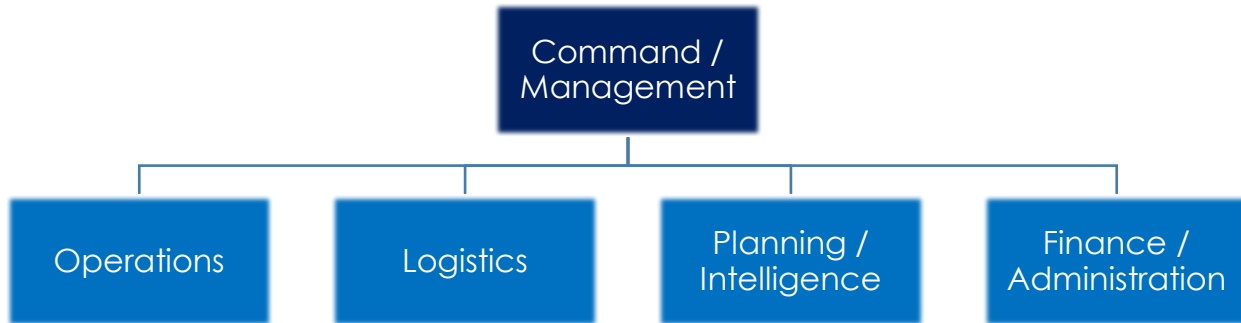 Command /
Management
Operations
Logistics
Planning /
Intelligence
Finance /
Administration